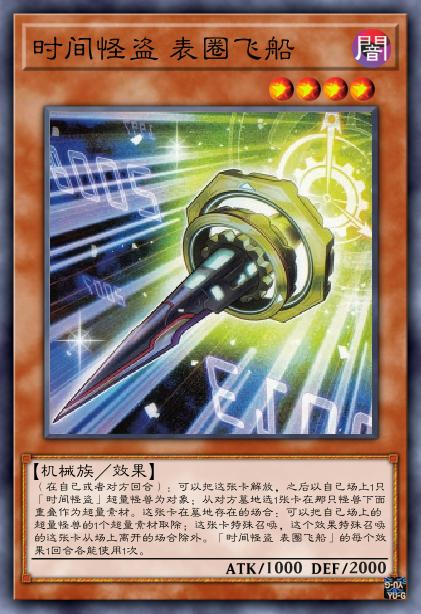 时间怪盗 表圈飞船
闇
【机械族／效果】
（在自己或者对方回合）：可以把这张卡解放，之后以自己场上1只
「时间怪盗」超量怪兽为对象；从对方墓地选1张卡在那只怪兽下面
重叠作为超量素材。这张卡在墓地存在的场合：可以把自己场上的
超量怪兽的1个超量素材取除；这张卡特殊召唤，这个效果特殊召唤
的这张卡从场上离开的场合除外。「时间怪盗 表圈飞船」的每个效
果1回合各能使用1次。
ATK/1000 DEF/2000